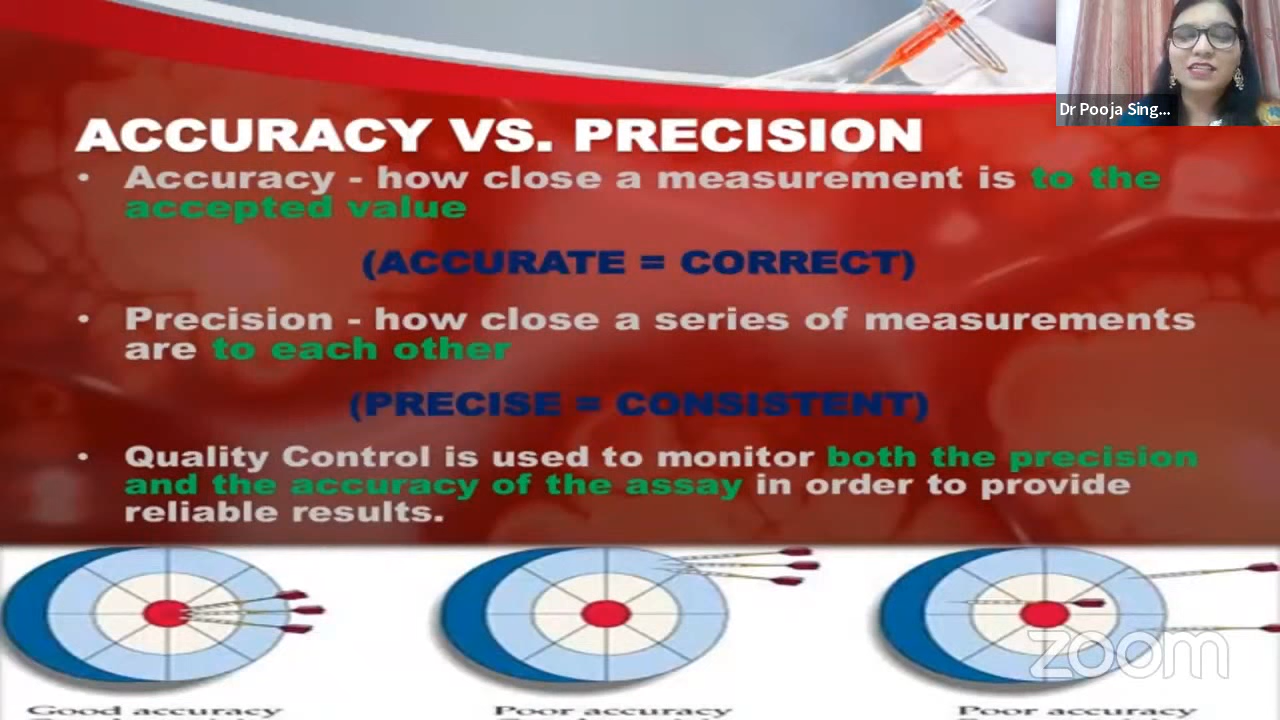 Dr Pooja Sing...
ACCURACY VS. PRECISION
• Accuracy - how close a measurement is to the
accepted value
(ACCURATE = CORRECT)
• Precision - how close a series of measurements
are to each other
(PRECISE = CONSISTENT)
• Quality Control is used to monitor both the precision
and the accuracy of the assay in order to provide
reliable results.
zoom
Good accuracy
Poor accuracy
Poor accuracy